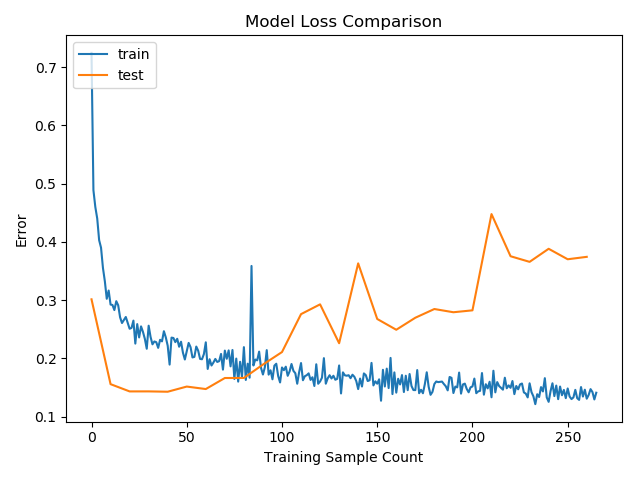 Model Loss Comparison
train
test
0.7
0.6
0.5
0.4
0.3
0.2
0.1
Error
0 50 100 150 200 250
Training Sample Count